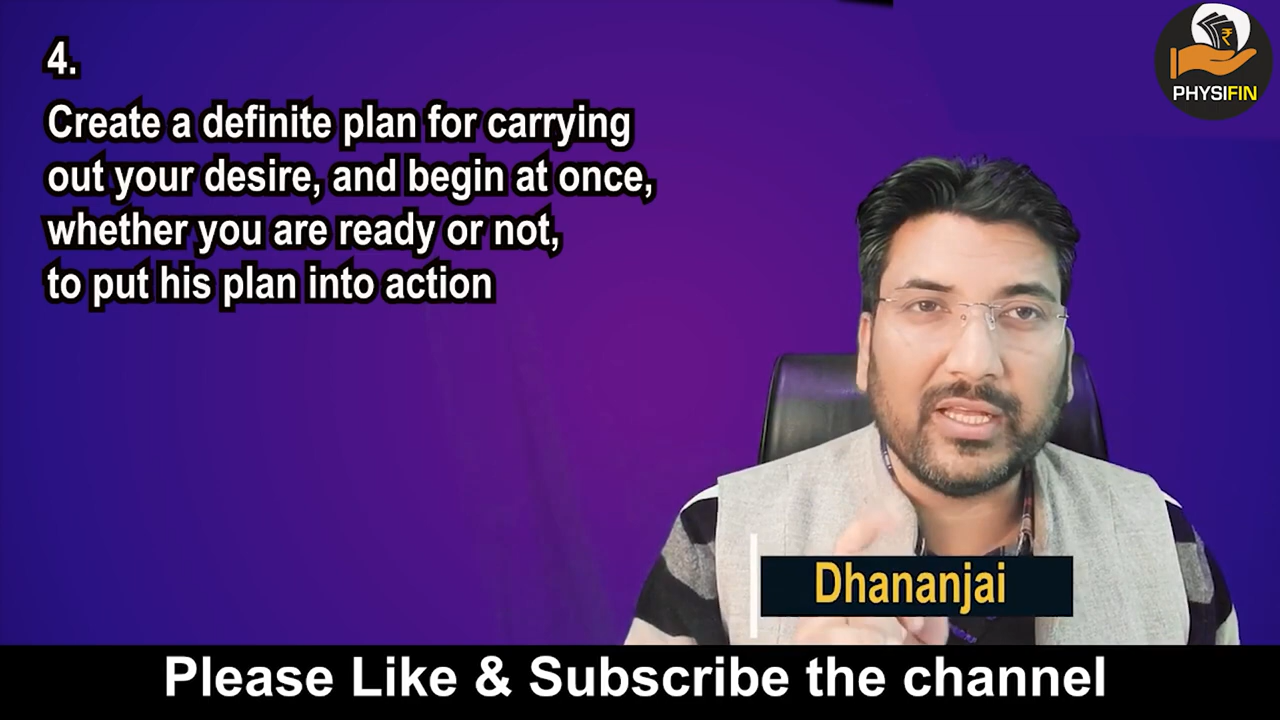 4.
Create a definite plan for carrying
out your desire, and begin at once,
whether you are ready or not,
to put his plan into action
₹
PHYSIFIN
Dhananjai
Please Like & Subscribe the channel